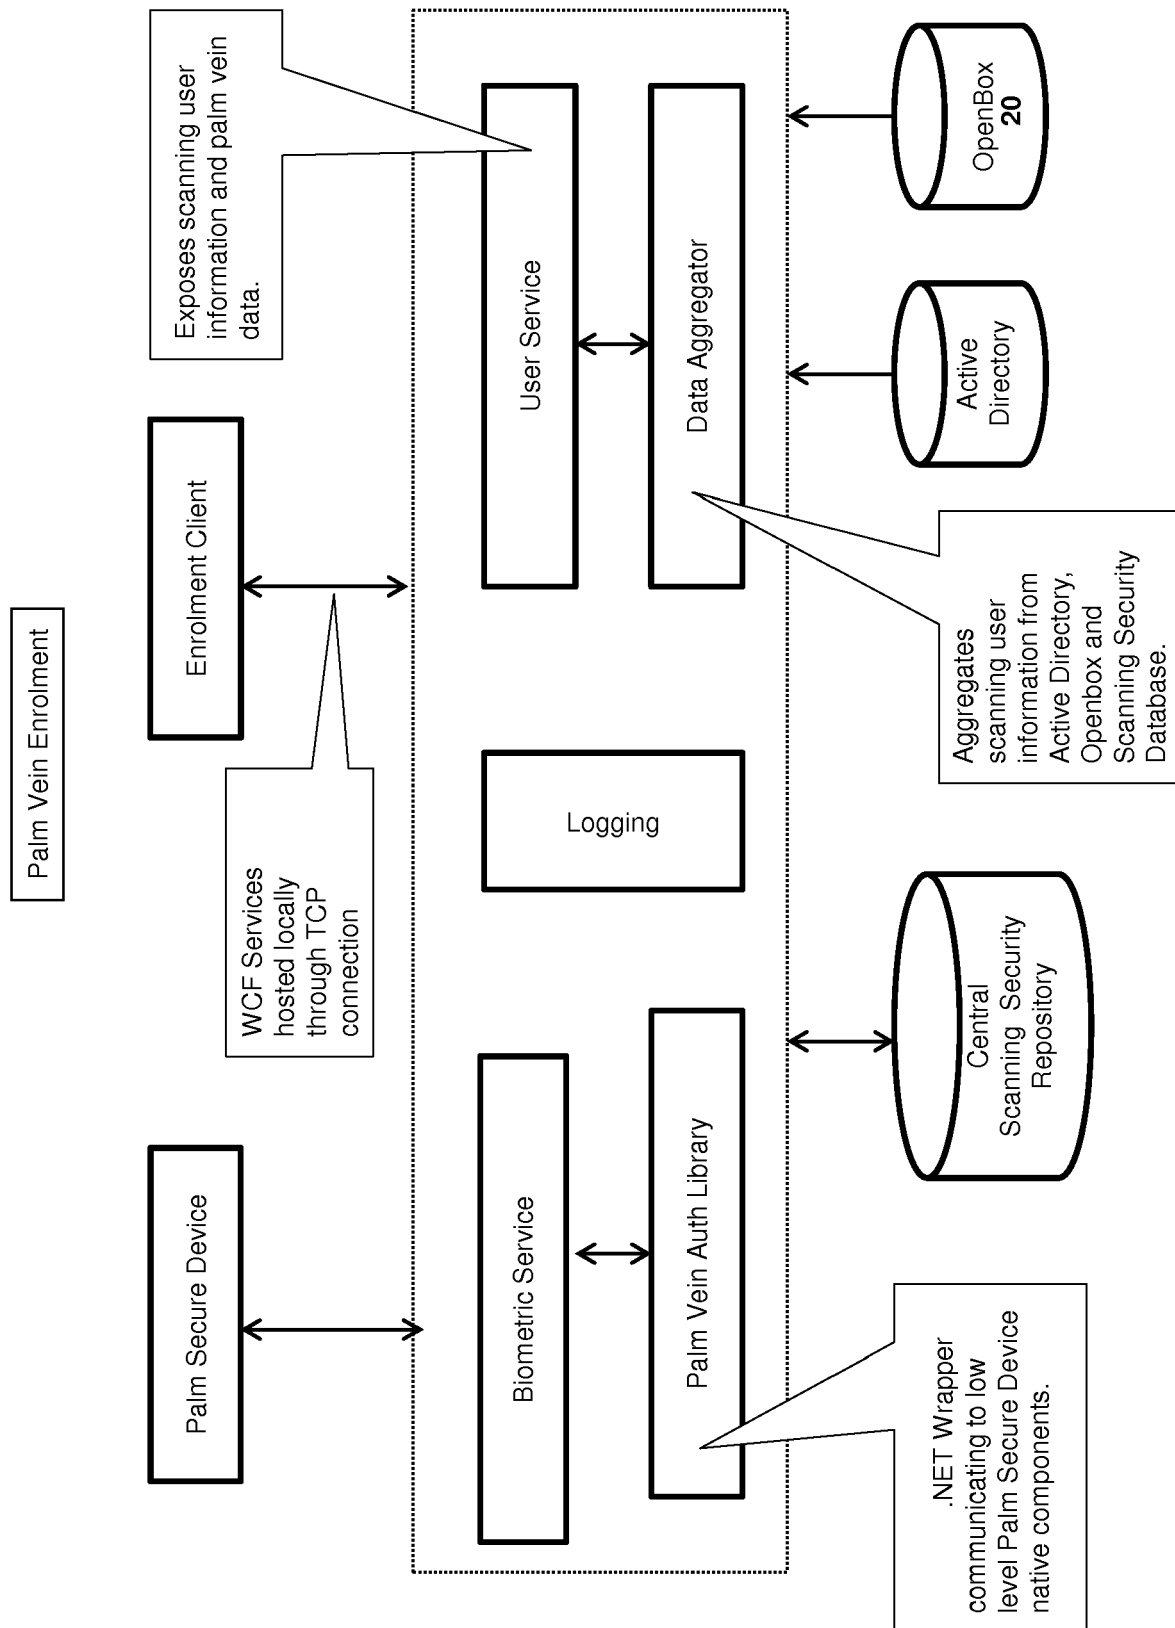 Palm Vein Enrolment
Palm Secure Device
Enrolment Client
WCF Services
hosted locally
through TCP
connection
Exposes scanning user
information and palm vein
data.
Biometric Service
Palm Vein Auth Library
Logging
User Service
Data Aggregator
.NET Wrapper
communicating to low
level Palm Secure Device
native components.
Central
Scanning Security
Repository
Aggregates
scanning user
information from
Active Directory,
Openbox and
Scanning Security
Database.
Active
Directory
OpenBox
20